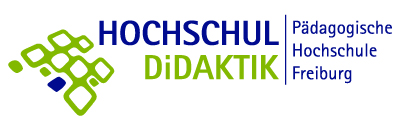 HOCHSCHUL
DiDAKTIK
Pädagogische
Hochschule
Freiburg